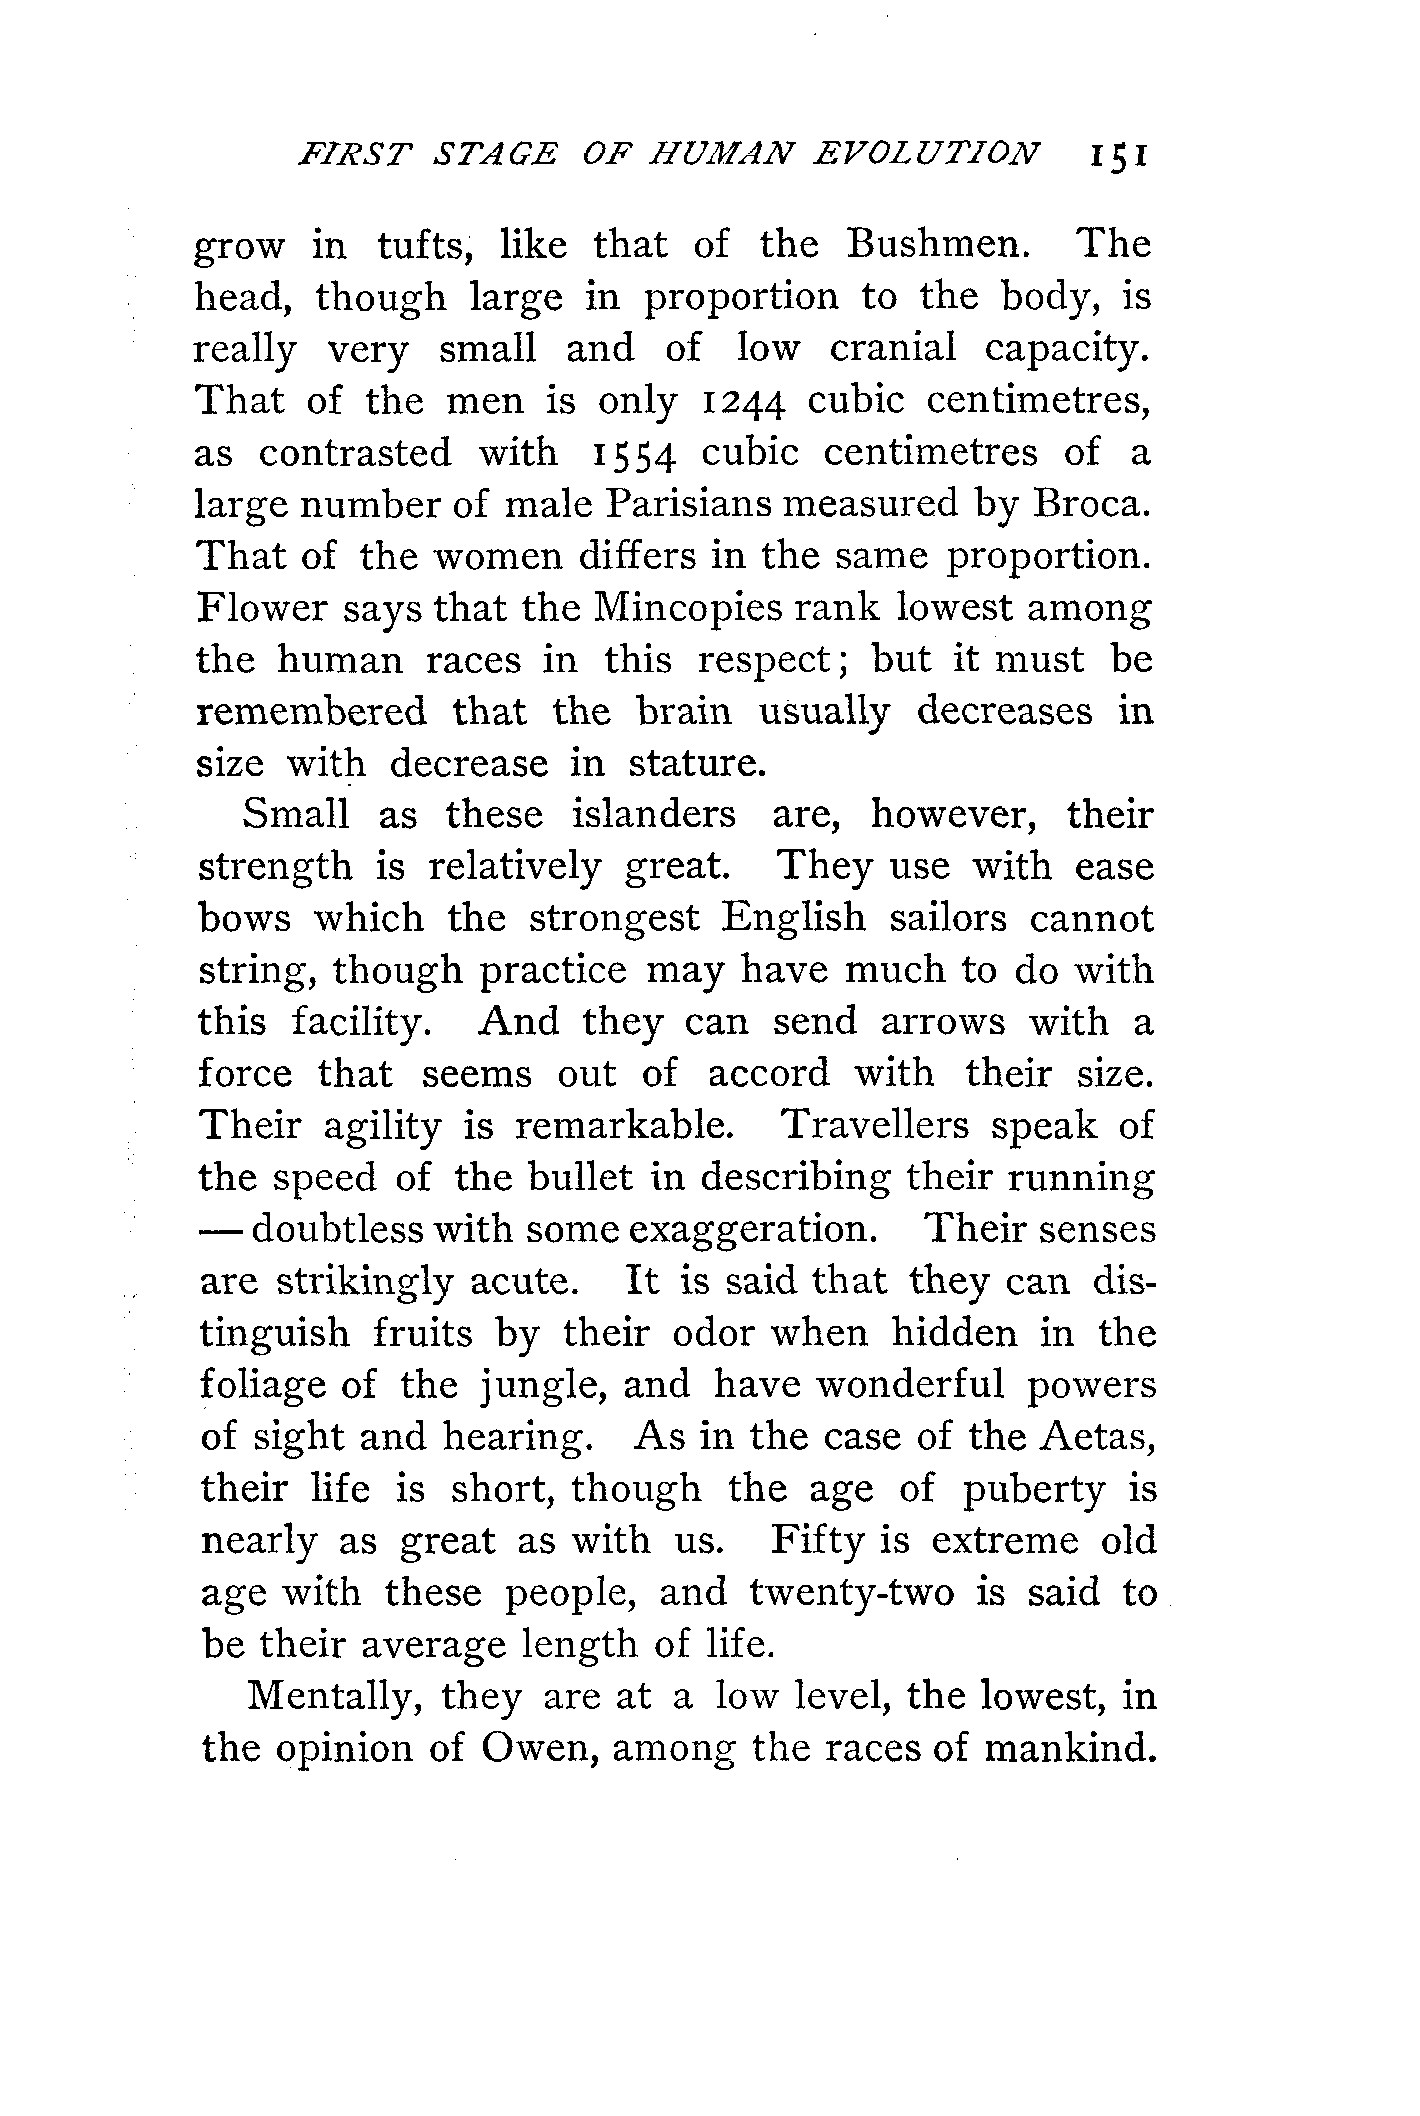 FIRST STAGE OF HUMAN EVOLUTION 151
grow in tufts, like that of the Bushmen. The
head, though large in proportion to the body, is
really very small and of low cranial capacity.
That of the men is only 1244 cubic centimetres,
as contrasted with 1554 cubic centimetres of a
large number of male Parisians measured by Broca.
That of the women differs in the same proportion.
Flower says that the Mincopies rank lowest among
the human races in this respect; but it must be
remembered that the brain usually decreases in
size with decrease in stature.
Small as these islanders are, however, their
strength is relatively great. They use with ease
bows which the strongest English sailors cannot
string, though practice may have much to do with
this facility. And they can send arrows with a
force that seems out of accord with their size.
Their agility is remarkable. Travellers speak of
the speed of the bullet in describing their running
— doubtless with some exaggeration. Their senses
are strikingly acute. It is said that they can dis-
tinguish fruits by their odor when hidden in the
foliage of the jungle, and have wonderful powers
of sight and hearing. As in the case of the Aetas,
their life is short, though the age of puberty is
nearly as great as with us. Fifty is extreme old
age with these people, and twenty-two is said to
be their average length of life.
Mentally, they are at a low level, the lowest, in
the opinion of Owen, among the races of mankind.